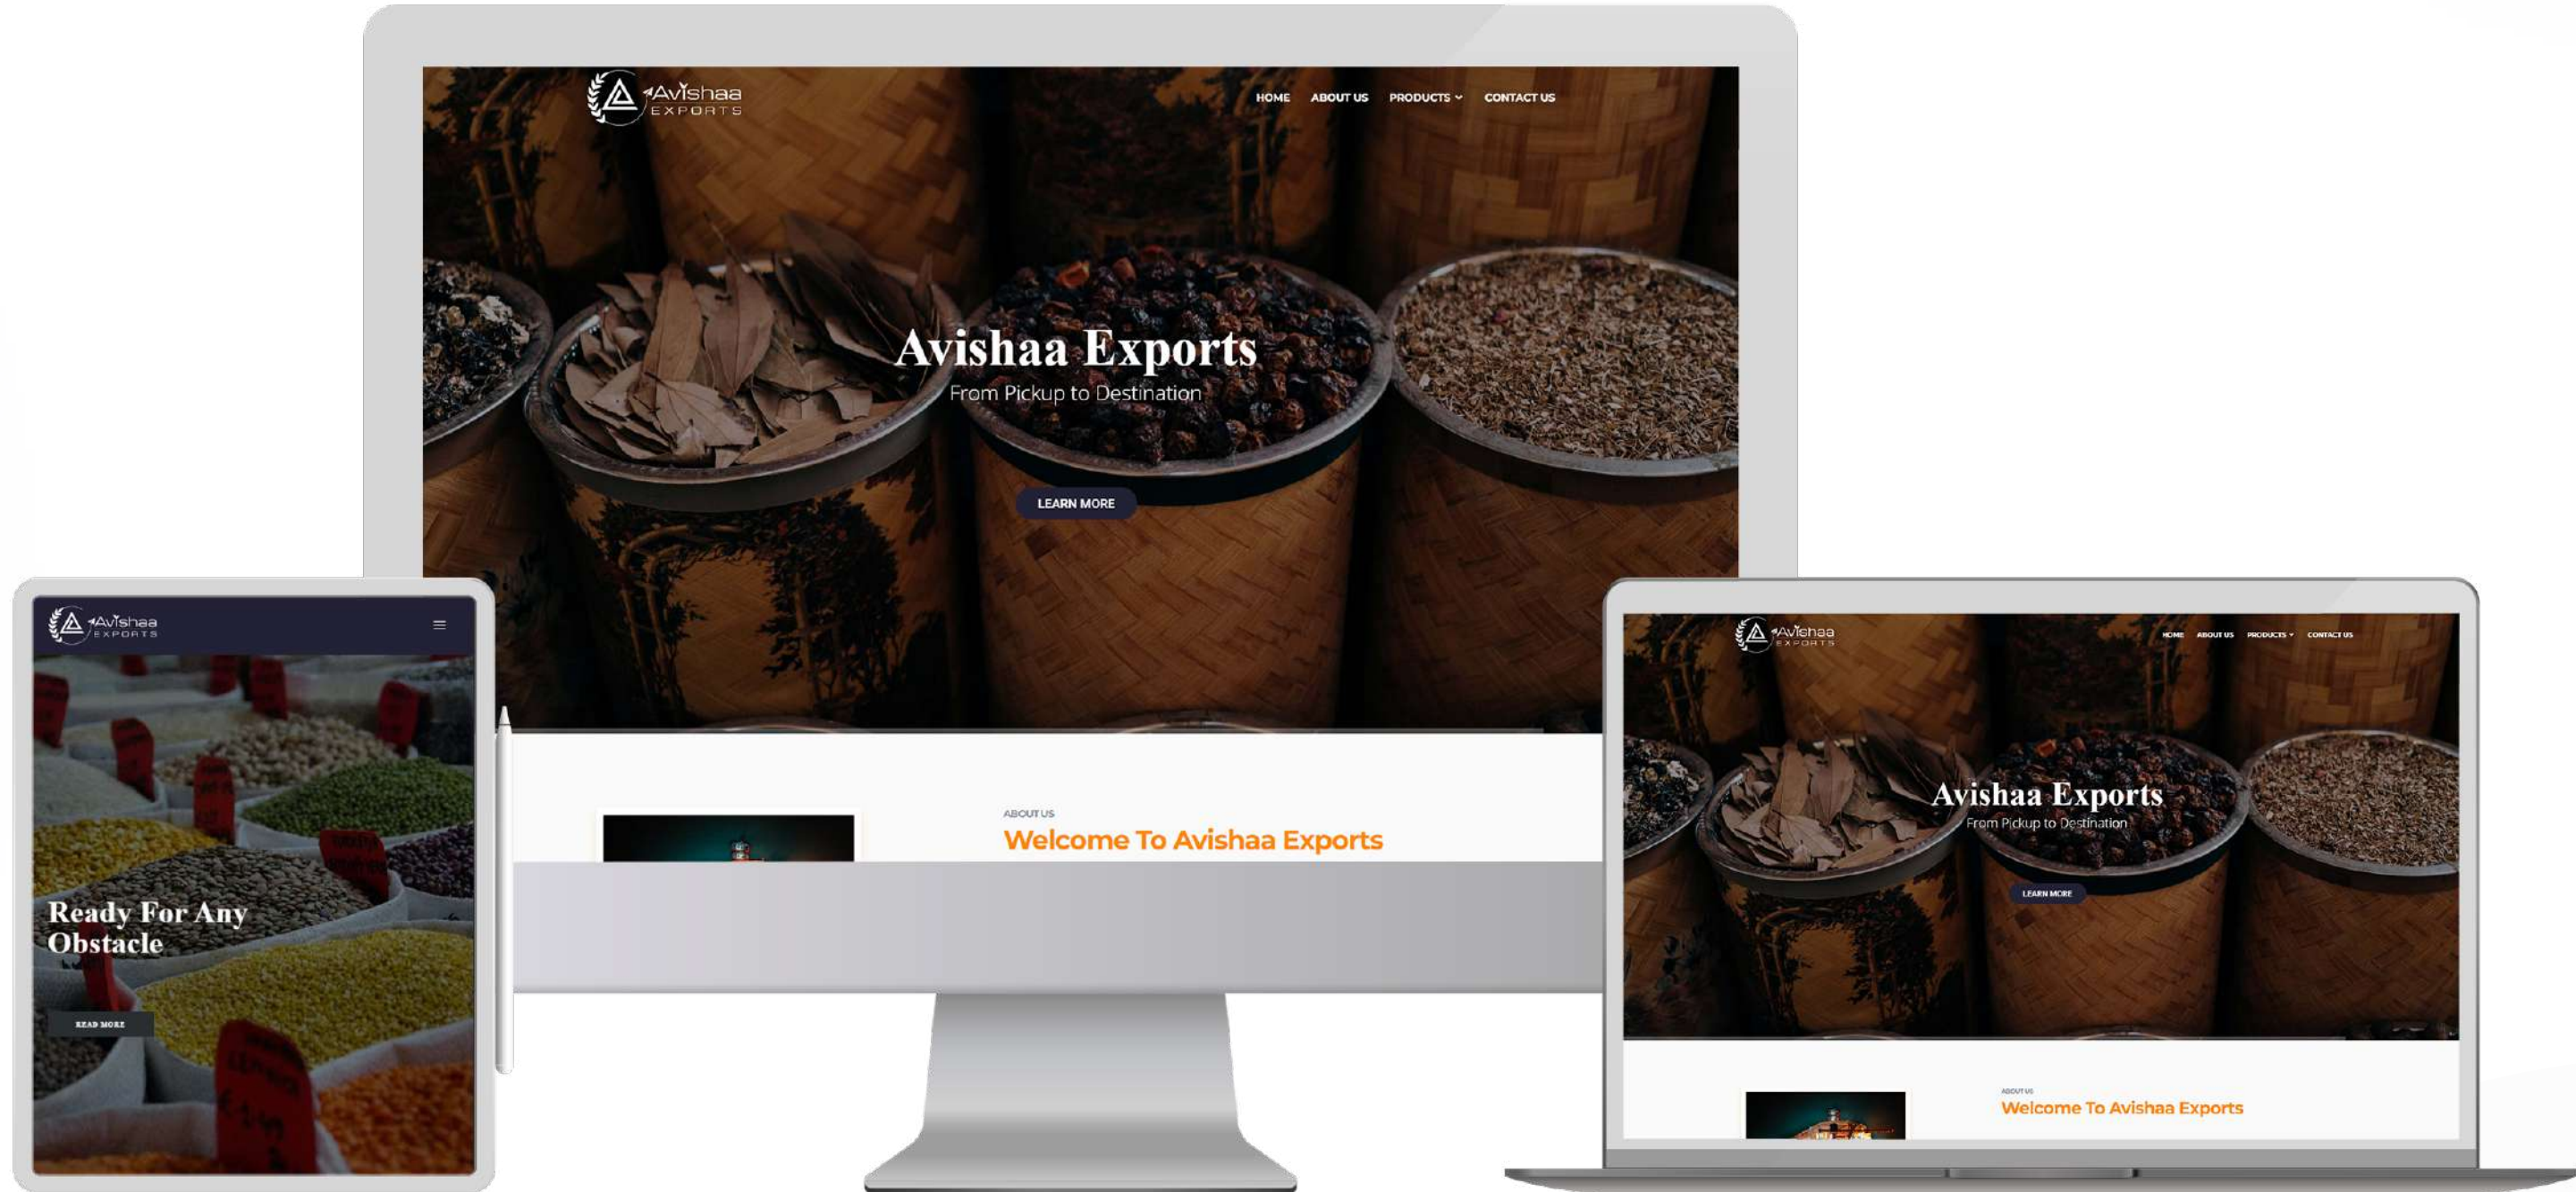 Avishaa
EXPORTS
HOME ABOUT US PRODUCTS CONTACT US
Avishaa Exports
From Pickup to Destination
LEARN MORE
ABOUT US
Welcome To Avishaa Exports
Avishaa
EXPORTS
Ready For Any
Obstacle
READ MORE
Avishaa
EXPORTS
HOME ABOUT US PRODUCTS CONTACT US
Avishaa Exports
From Pickup to Destination
LEARN MORE
ABOUT US
Welcome To Avishaa Exports